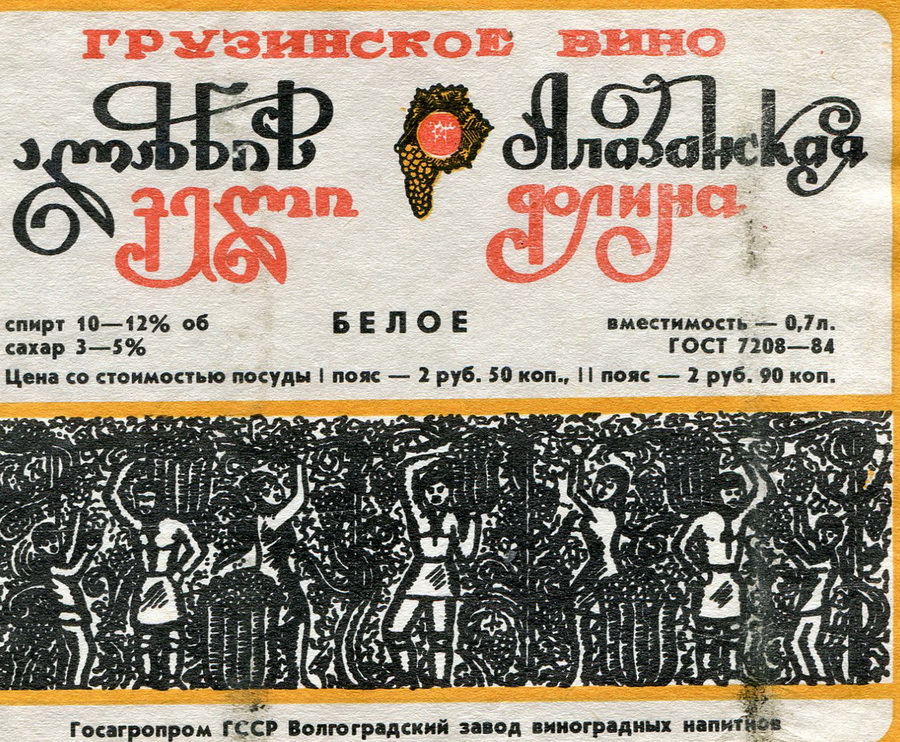 ГРУЗИНСКОЕ ВИНО
ალაზნის
ველი
Алазанская
долина
спирт 10—12% об
сахар 3—5%
БЕЛОЕ
вместимость — 0,7л.
ГОСТ 7208—84
Цена со стоимостью посуды I пояс — 2 руб. 50 коп., II пояс — 2 руб. 90 коп.
Госагропром ГССР Волгоградский завод виноградных напитков